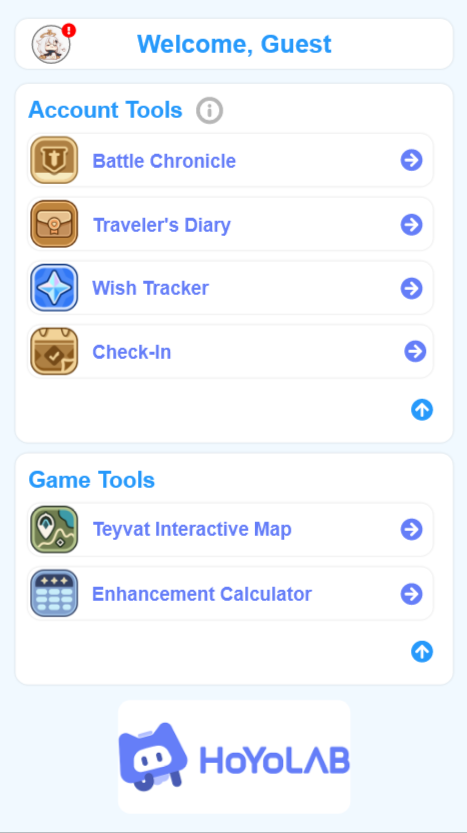 Welcome, Guest
Account Tools
Battle Chronicle
Traveler's Diary
Wish Tracker
Check-In
Game Tools
Teyvat Interactive Map
Enhancement Calculator
HoYoLAB